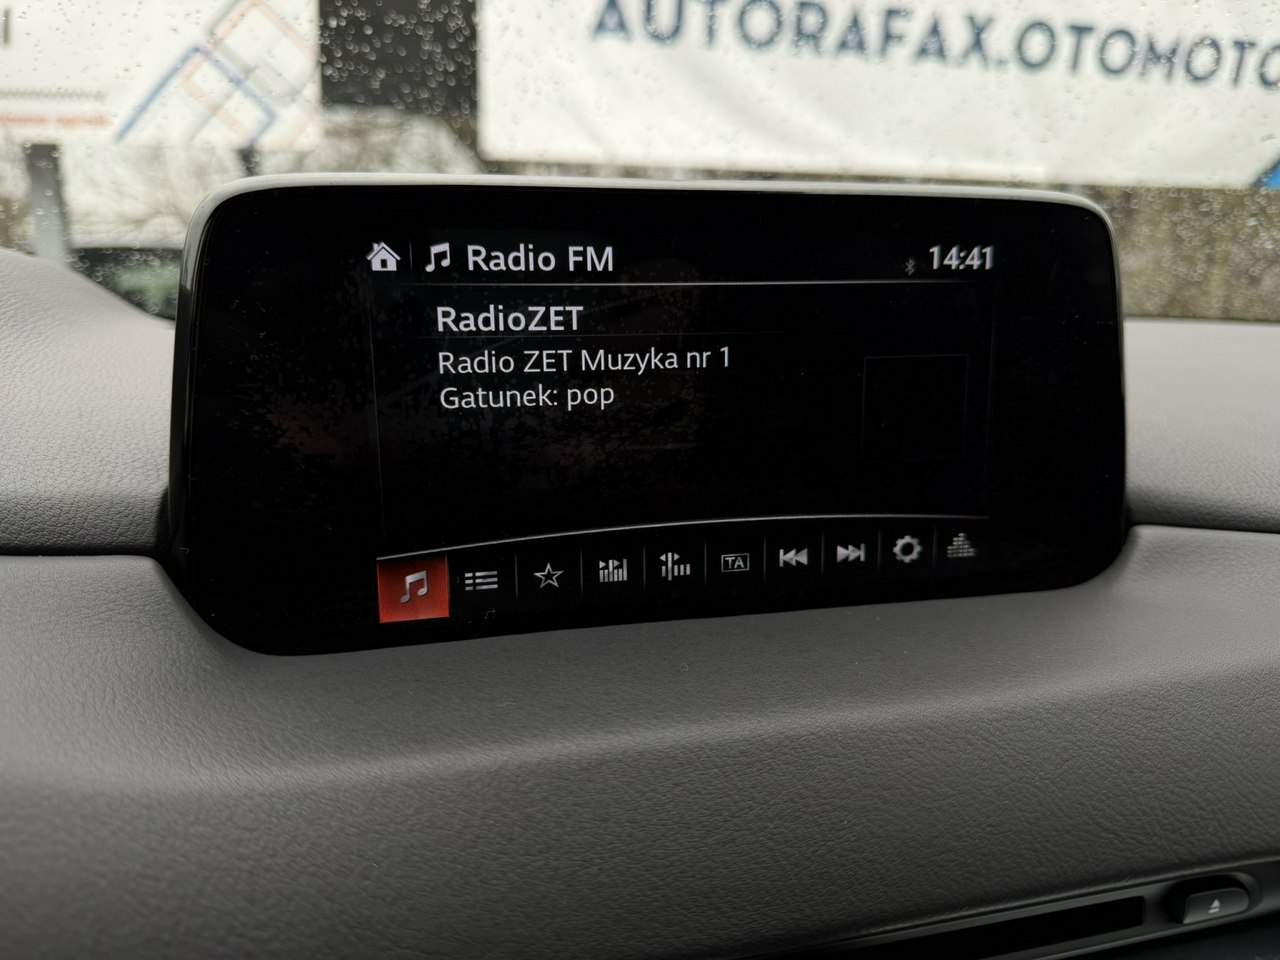 AUTORAFAX.OTOMOTO
Radio FM
14:41
RadioZET
Radio ZET Muzyka nr 1
Gatunek: pop
TA